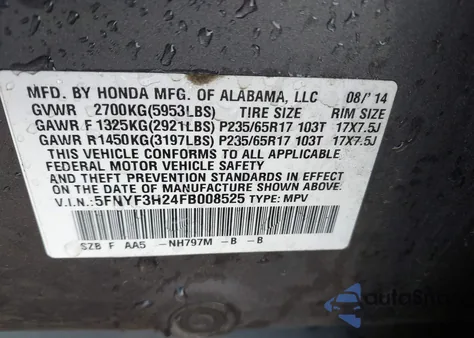 MFD. BY HONDA MFG. OF ALABAMA, LLC 08/'14
GVWR 2700KG(5953LBS) TIRE SIZE RIM SIZE
GAWR F 1325KG(2921LBS) P235/65R17 103T 17X7.5J
GAWR R1450KG(3197LBS) P235/65R17 103T 17X7.5J
THIS VEHICLE CONFORMS TO ALL APPLICABLE
FEDERAL MOTOR VEHICLE SAFETY
AND THEFT PREVENTION STANDARDS IN EFFECT
ON THE DATE OF MANUFACTURE SHOWN ABOVE.
V.I.N.:5FNYF3H24FB008525 TYPE: MPV
SZB F AA5 -NH797M -B -B